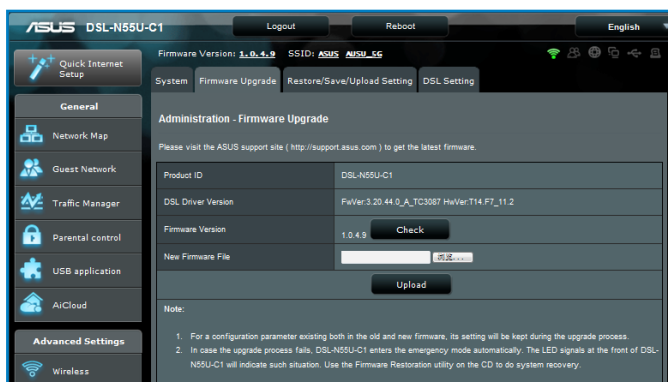 ASUS DSL-N55U-C1
Logout
Reboot
English
Quick Internet
Setup
Firmware Version: 1.0.4.9 SSID: ASUS AUSU_5G
System
Firmware Upgrade
Restore/Save/Upload Setting
DSL Setting
General
Network Map
Guest Network
Traffic Manager
Parental control
USB application
AiCloud
Advanced Settings
Wireless
Administration - Firmware Upgrade
Please visit the ASUS support site ( http://support.asus.com ) to get the latest firmware.
Product ID DSL-N55U-C1
DSL Driver Version FwVer:3.20.44.0_A_TC3087 HwVer:T14.F7_11.2
Firmware Version 1.0.4.9 Check
New Firmware File 浏览...
Upload
Note:
1. For a configuration parameter existing both in the old and new firmware, its setting will be kept during the upgrade process.
2. In case the upgrade process fails, DSL-N55U-C1 enters the emergency mode automatically. The LED signals at the front of DSL-
N55U-C1 will indicate such situation. Use the Firmware Restoration utility on the CD to do system recovery.